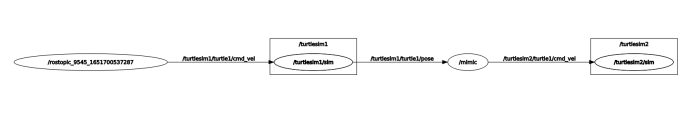 /rostopic_9545_1651700537287
/turtlesim1/turtle1/cmd_vel
/turtlesim1
/turtlesim1/sim
/turtlesim1/turtle1/pose
/mimic
/turtlesim2/turtle1/cmd_vel
/turtlesim2
/turtlesim2/sim